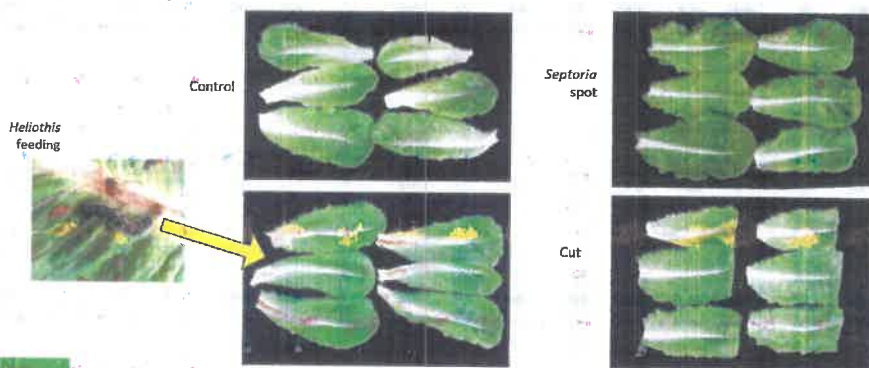 Control
Septoria
spot
Heliothis
feeding
Cut